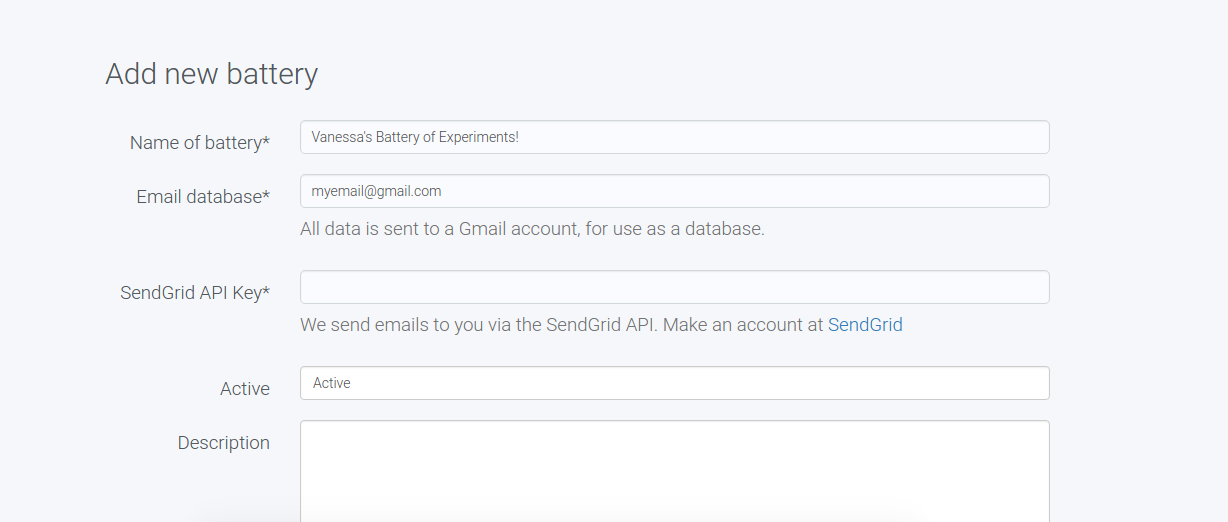 Add new battery
Name of battery* Vanessa's Battery of Experiments!
Email database* myemail@gmail.com
All data is sent to a Gmail account, for use as a database.
SendGrid API Key*
We send emails to you via the SendGrid API. Make an account at SendGrid
Active Active
Description